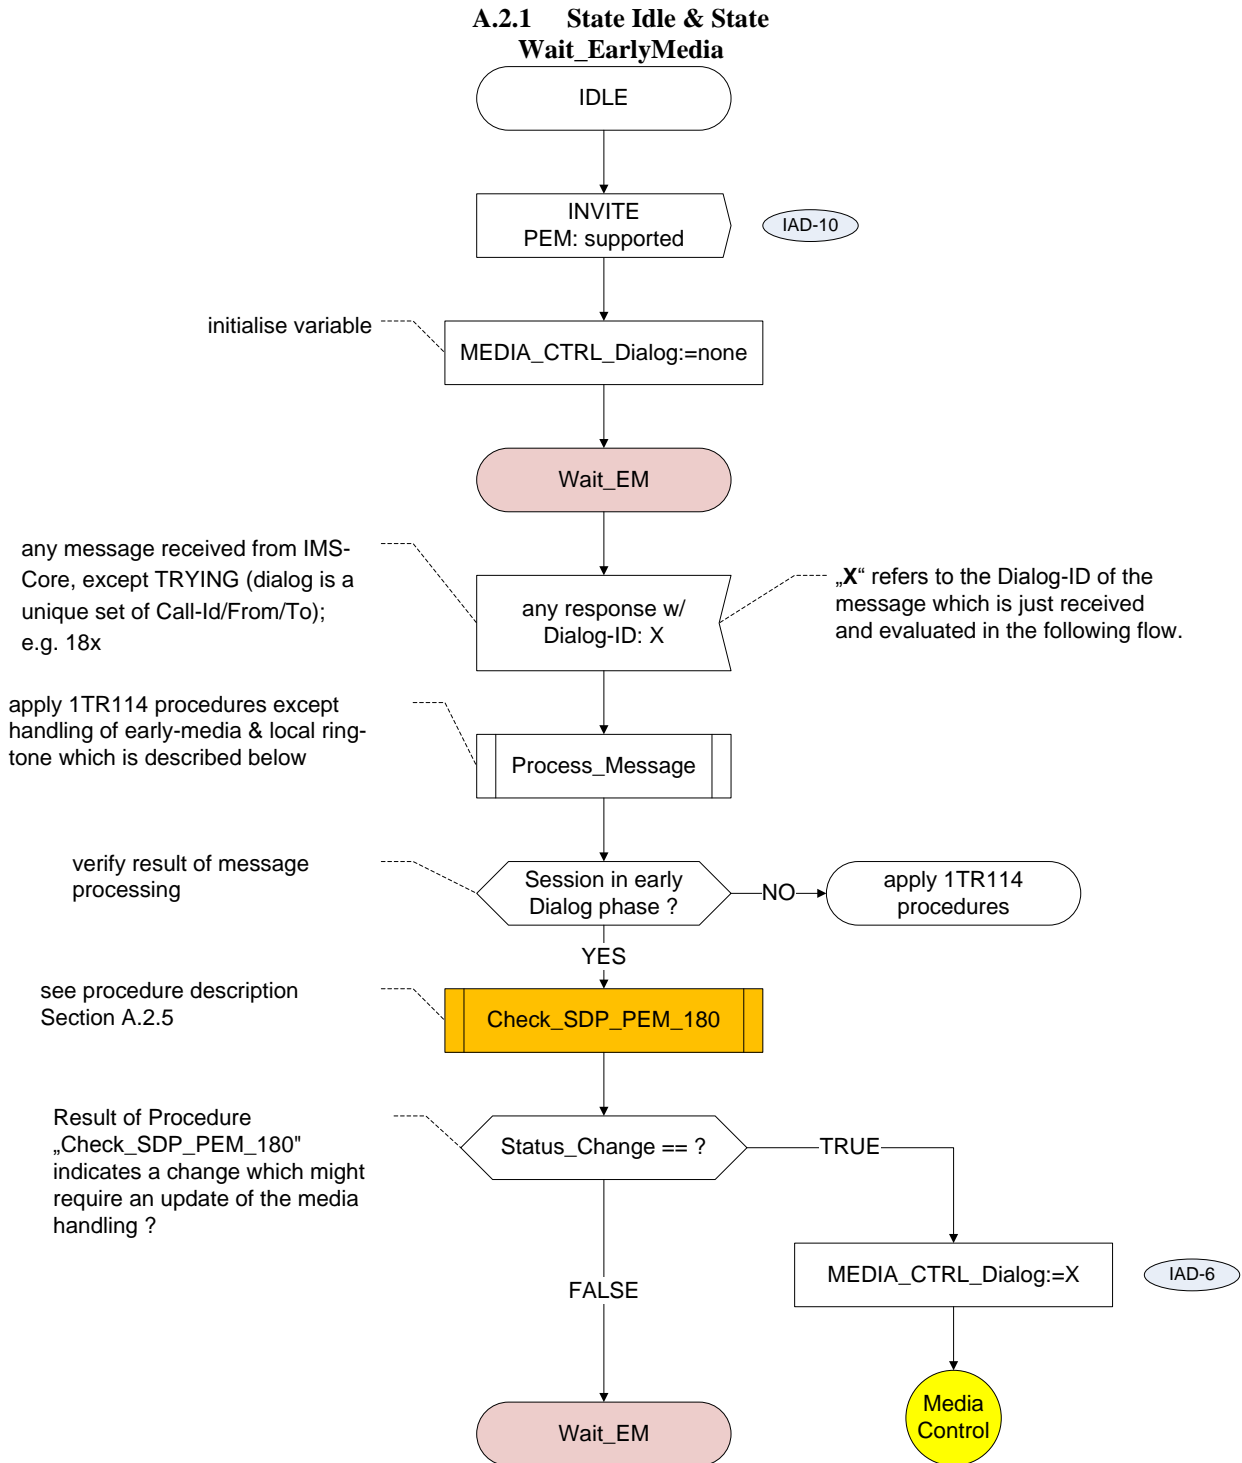 A.2.1 State Idle & State
Wait_EarlyMedia
IDLE
INVITE
PEM: supported
IAD-10
initialise variable
MEDIA_CTRL_Dialog:=none
Wait_EM
any message received from IMS-
Core, except TRYING (dialog is a
unique set of Call-Id/From/To);
e.g. 18x
any response w/
Dialog-ID: X
„X“ refers to the Dialog-ID of the
message which is just received
and evaluated in the following flow.
apply 1TR114 procedures except
handling of early-media & local ring-
tone which is described below
Process_Message
verify result of message
processing
Session in early
Dialog phase ?
NO
apply 1TR114
procedures
YES
see procedure description
Section A.2.5
Check_SDP_PEM_180
Result of Procedure
„Check_SDP_PEM_180"
indicates a change which might
require an update of the media
handling ?
Status_Change == ?
TRUE
MEDIA_CTRL_Dialog:=X
IAD-6
FALSE
Media
Control
Wait_EM